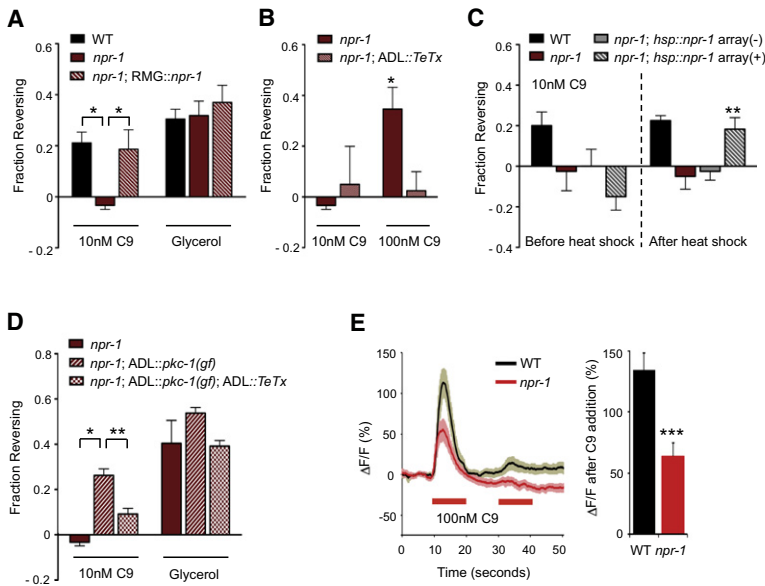 A
WT
npr-1
npr-1; RMG::npr-1
Fraction Reversing
0.6
0.4
0.2
0
- 0.2
*
*
10nM C9
Glycerol
B
npr-1
npr-1; ADL::TeTx
Fraction Reversing
0.6
0.4
0.2
0
- 0.2
*
10nM C9
100nM C9
C
WT
npr-1
npr-1; hsp::npr-1 array(-)
npr-1; hsp::npr-1 array(+)
Fraction Reversing
0.6
0.4
0.2
0
- 0.2
- 0.4
10nM C9
**
Before heat shock
After heat shock
D
npr-1
npr-1; ADL::pkc-1(gf)
npr-1; ADL::pkc-1(gf); ADL::TeTx
Fraction Reversing
0.8
0.6
0.4
0.2
0
- 0.2
*
**
10nM C9
Glycerol
E
WT
npr-1
ΔF/F (%)
150
100
50
0
-50
100nM C9
0
10
20
30
40
50
Time (seconds)
ΔF/F after C9 addition (%)
150
100
50
0
***
WT npr-1